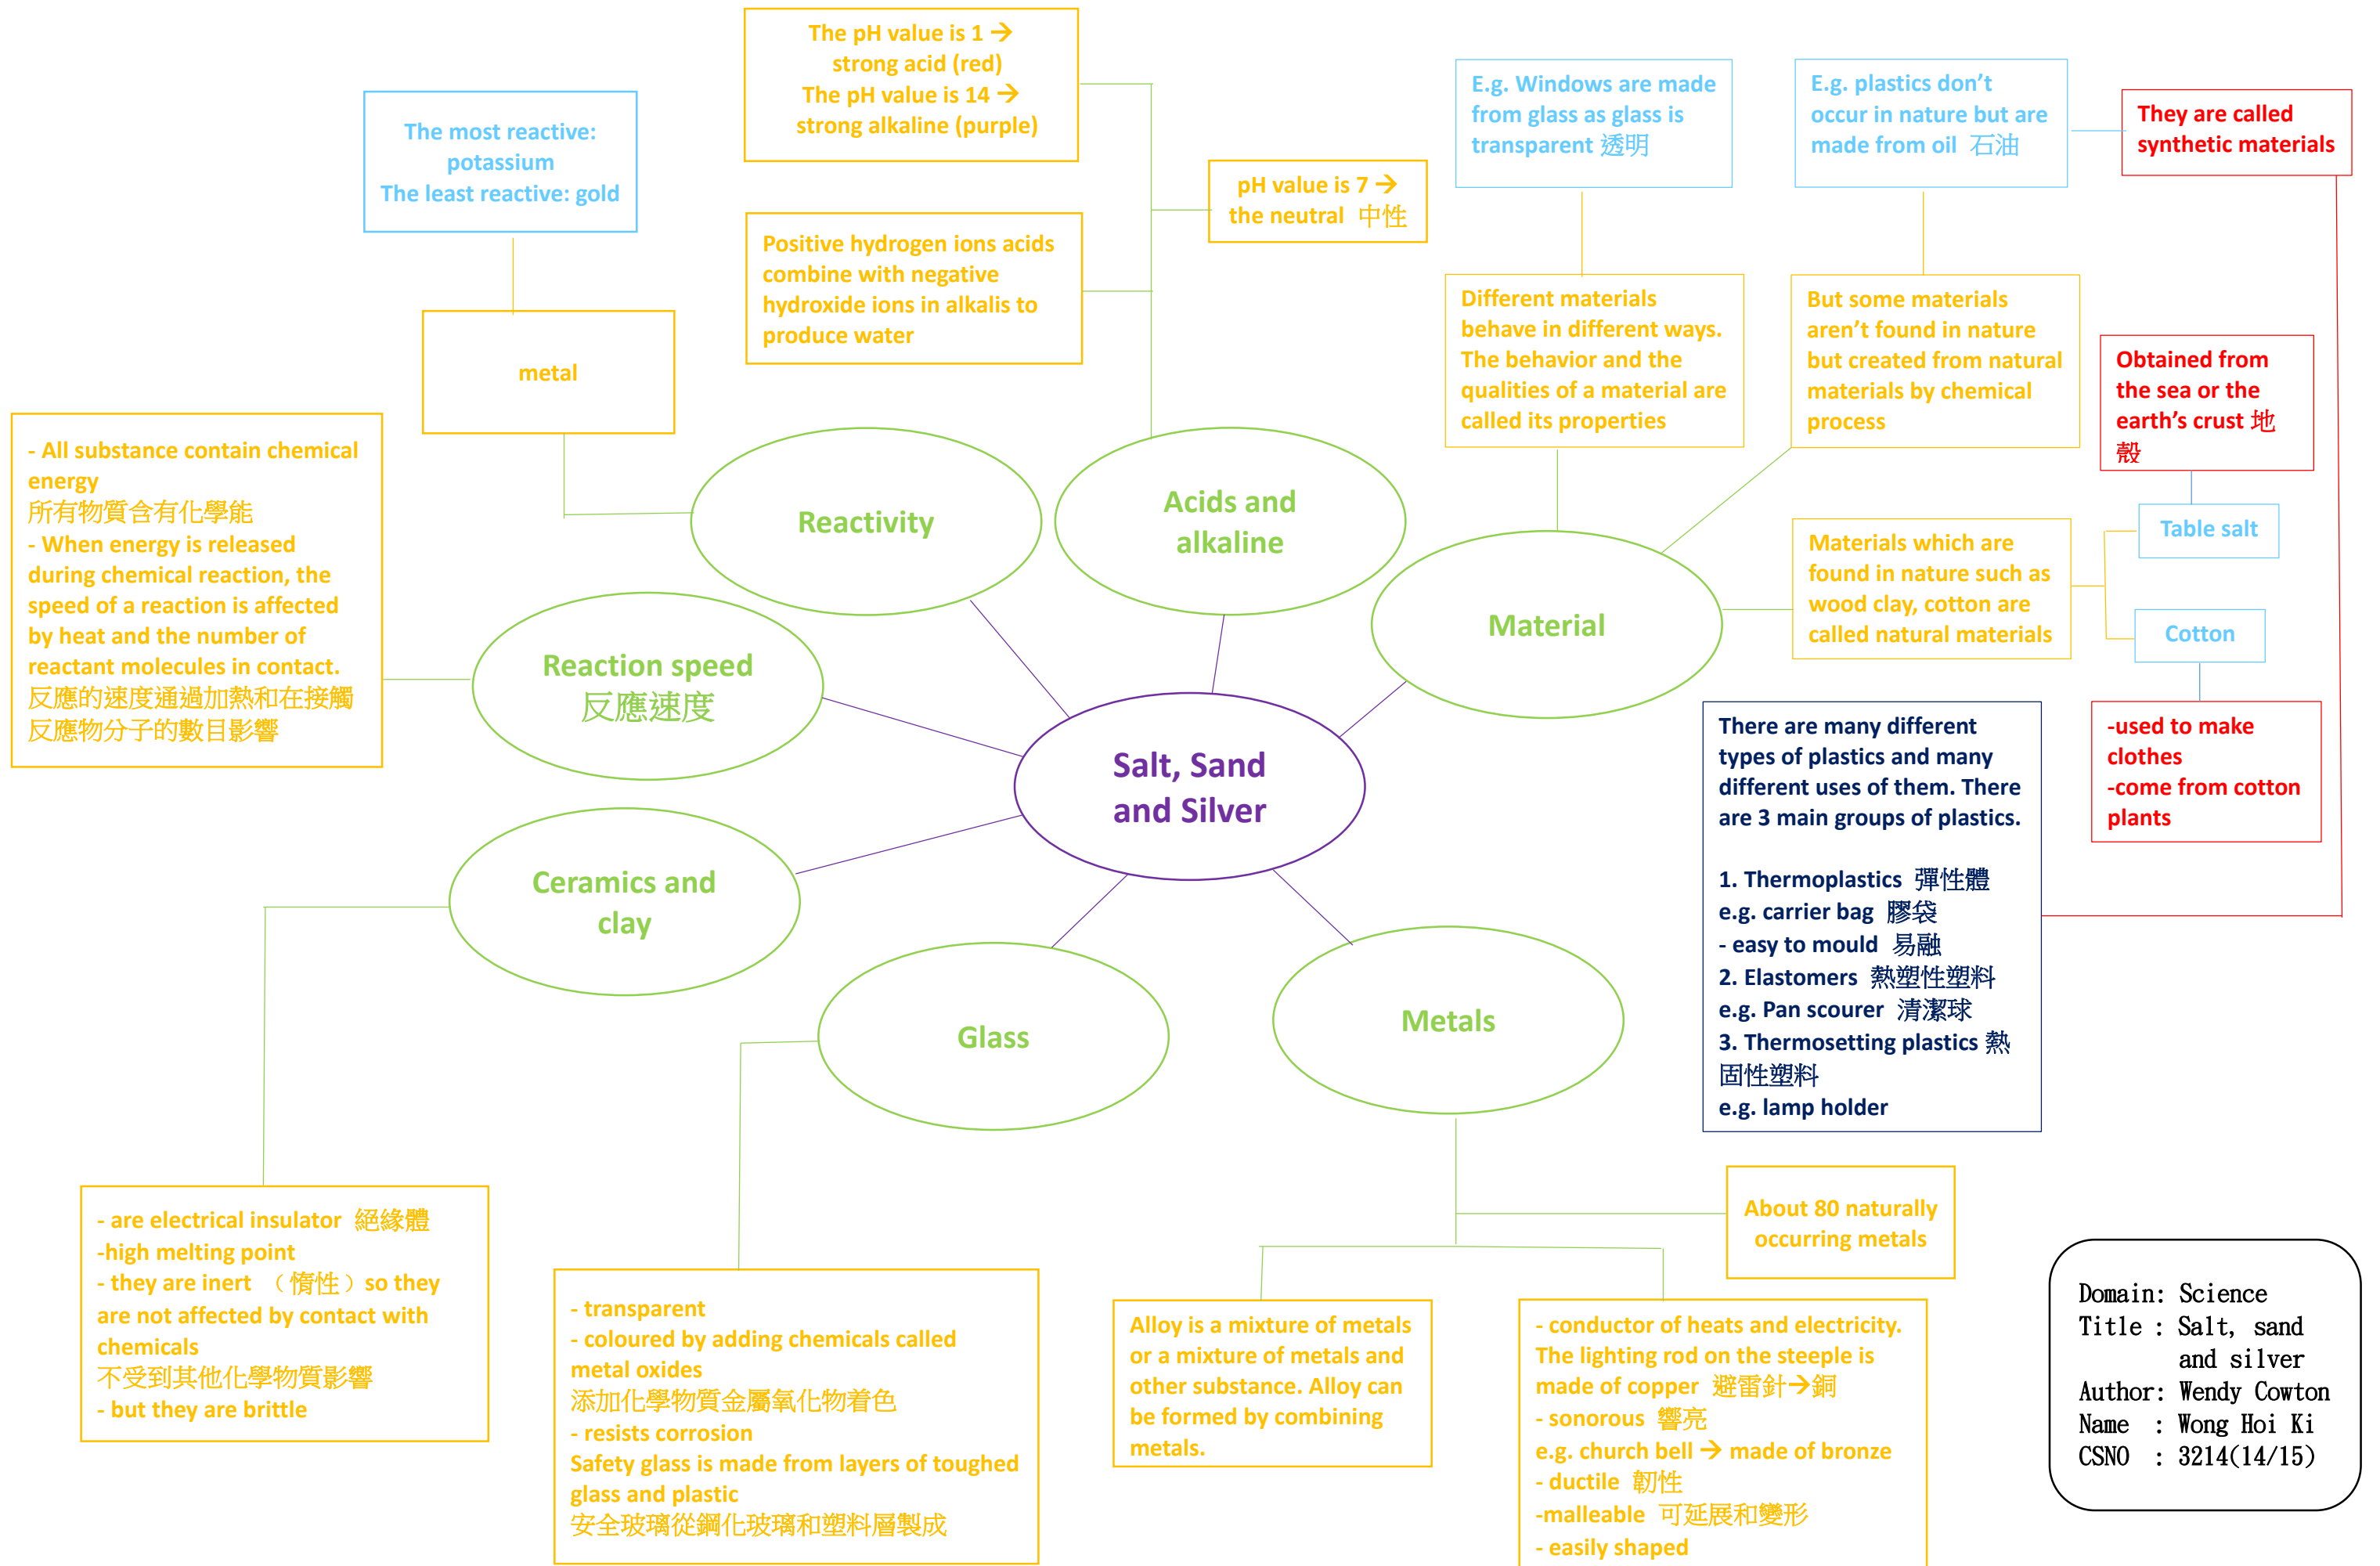 The pH value is 1 →
strong acid (red)
The pH value is 14 →
strong alkaline (purple)
E.g. Windows are made
from glass as glass is
transparent 透明
E.g. plastics don't
occur in nature but are
made from oil 石油
They are called
synthetic materials
The most reactive:
potassium
The least reactive: gold
pH value is 7 →
the neutral 中性
Positive hydrogen ions acids
combine with negative
hydroxide ions in alkalis to
produce water
Different materials
behave in different ways.
The behavior and the
qualities of a material are
called its properties
But some materials
aren't found in nature
but created from natural
materials by chemical
process
Obtained from
the sea or the
earth's crust 地
殼
metal
- All substance contain chemical
energy
所有物質含有化學能
- When energy is released
during chemical reaction, the
speed of a reaction is affected
by heat and the number of
reactant molecules in contact.
反應的速度通過加熱和在接觸
反應物分子的數目影響
Reactivity
Acids and
alkaline
Material
Materials which are
found in nature such as
wood clay, cotton are
called natural materials
Table salt
Cotton
-used to make
clothes
-come from cotton
plants
Reaction speed
反應速度
Salt, Sand
and Silver
There are many different
types of plastics and many
different uses of them. There
are 3 main groups of plastics.
1. Thermoplastics 彈性體
e.g. carrier bag 膠袋
- easy to mould 易融
2. Elastomers 熱塑性塑料
e.g. Pan scourer 清潔球
3. Thermosetting plastics 熱
固性塑料
e.g. lamp holder
Ceramics and
clay
Glass
Metals
- are electrical insulator 絕緣體
-high melting point
- they are inert （惰性）so they
are not affected by contact with
chemicals
不受到其他化學物質影響
- but they are brittle
- transparent
- coloured by adding chemicals called
metal oxides
添加化學物質金屬氧化物着色
- resists corrosion
Safety glass is made from layers of toughed
glass and plastic
安全玻璃從鋼化玻璃和塑料層製成
About 80 naturally
occurring metals
Alloy is a mixture of metals
or a mixture of metals and
other substance. Alloy can
be formed by combining
metals.
- conductor of heats and electricity.
The lighting rod on the steeple is
made of copper 避雷針→銅
- sonorous 響亮
e.g. church bell → made of bronze
- ductile 韌性
-malleable 可延展和變形
- easily shaped
Domain: Science
Title : Salt, sand
and silver
Author: Wendy Cowton
Name : Wong Hoi Ki
CSNO : 3214(14/15)